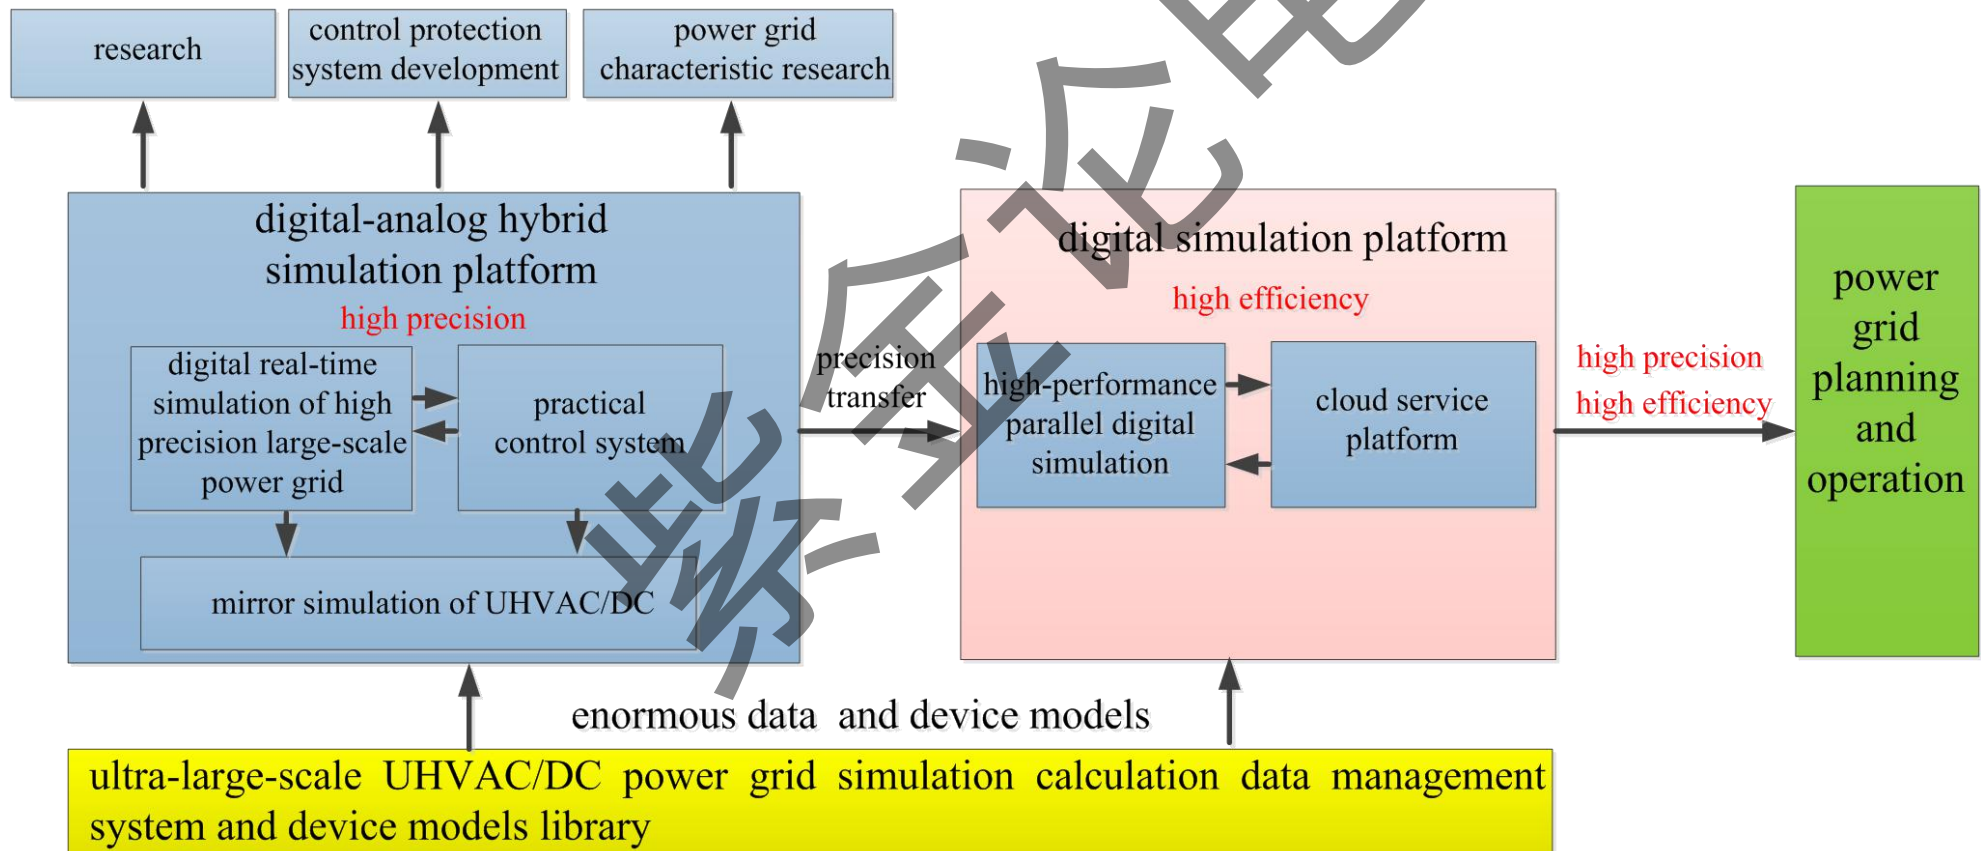 research
control protection
system development
power grid
characteristic research
digital-analog hybrid
simulation platform
high precision
digital real-time
simulation of high
precision large-scale
power grid
practical
control system
mirror simulation of UHVAC/DC
precision
transfer
digital simulation platform
high efficiency
high-performance
parallel digital
simulation
cloud service
platform
high precision
high efficiency
power
grid
planning
and
operation
enormous data and device models
ultra-large-scale UHVAC/DC power grid simulation calculation data management
system and device models library
紫金论电